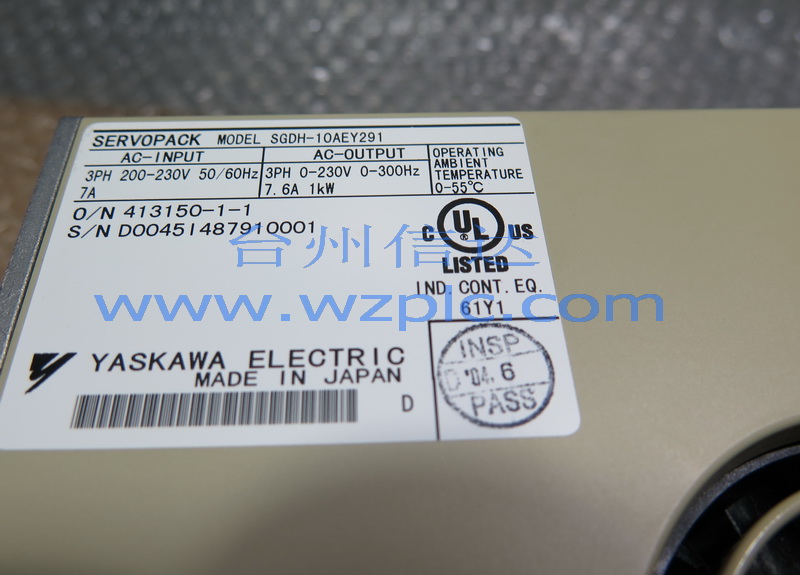 SERVOPACK MODEL SGDH-10AEY291
AC-INPUT
3PH 200-230V 50/60Hz
7A
AC-OUTPUT
3PH 0-230V 0-300Hz
7.6A 1kW
OPERATING
AMBIENT
TEMPERATURE
0-55℃
O/N 413150-1-1
S/N D0045I487910001
C UL US
LISTED
IND. CONT. EQ.
61Y1
台州信达
www.wzplc.com
YASKAWA ELECTRIC
MADE IN JAPAN
D
INSP
D '04. 6
PASS